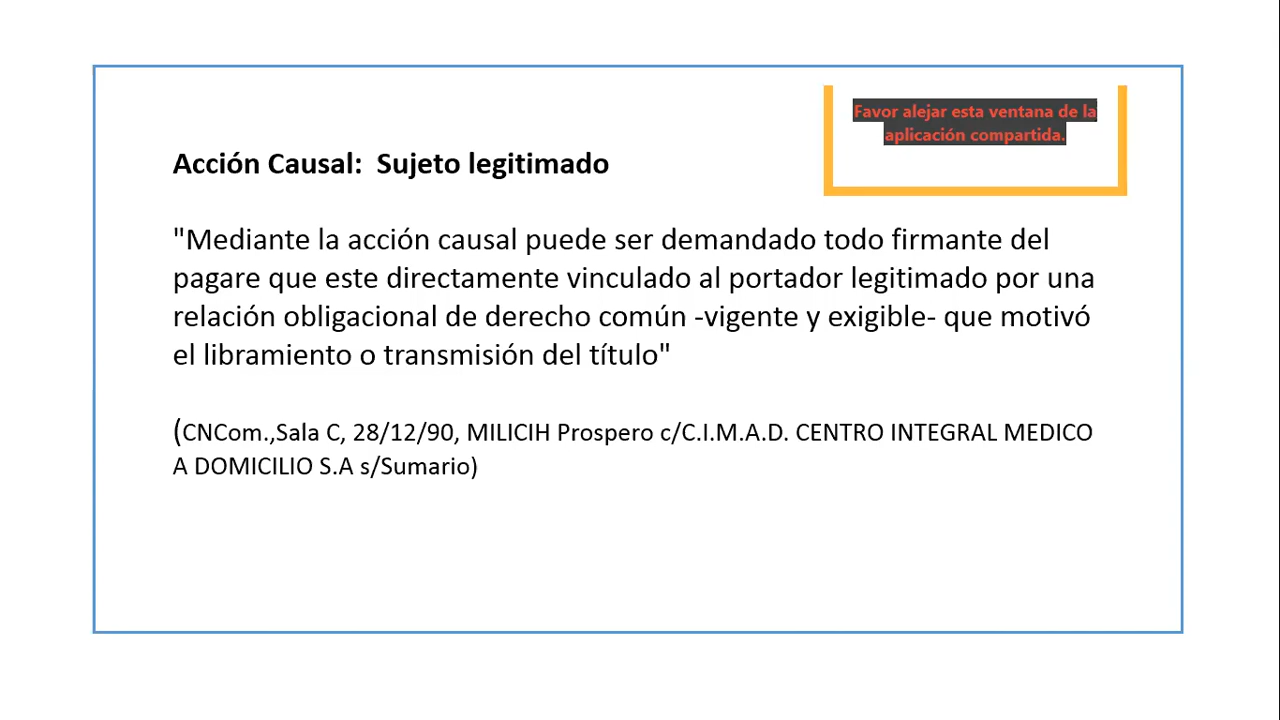 Favor alejar esta ventana de la
aplicación compartida.
Acción Causal:  Sujeto legitimado
"Mediante la acción causal puede ser demandado todo firmante del
pagare que este directamente vinculado al portador legitimado por una
relación obligacional de derecho común -vigente y exigible- que motivó
el libramiento o transmisión del título"
(CNCom.,Sala C, 28/12/90, MILICIH Prospero c/C.I.M.A.D. CENTRO INTEGRAL MEDICO
A DOMICILIO S.A s/Sumario)